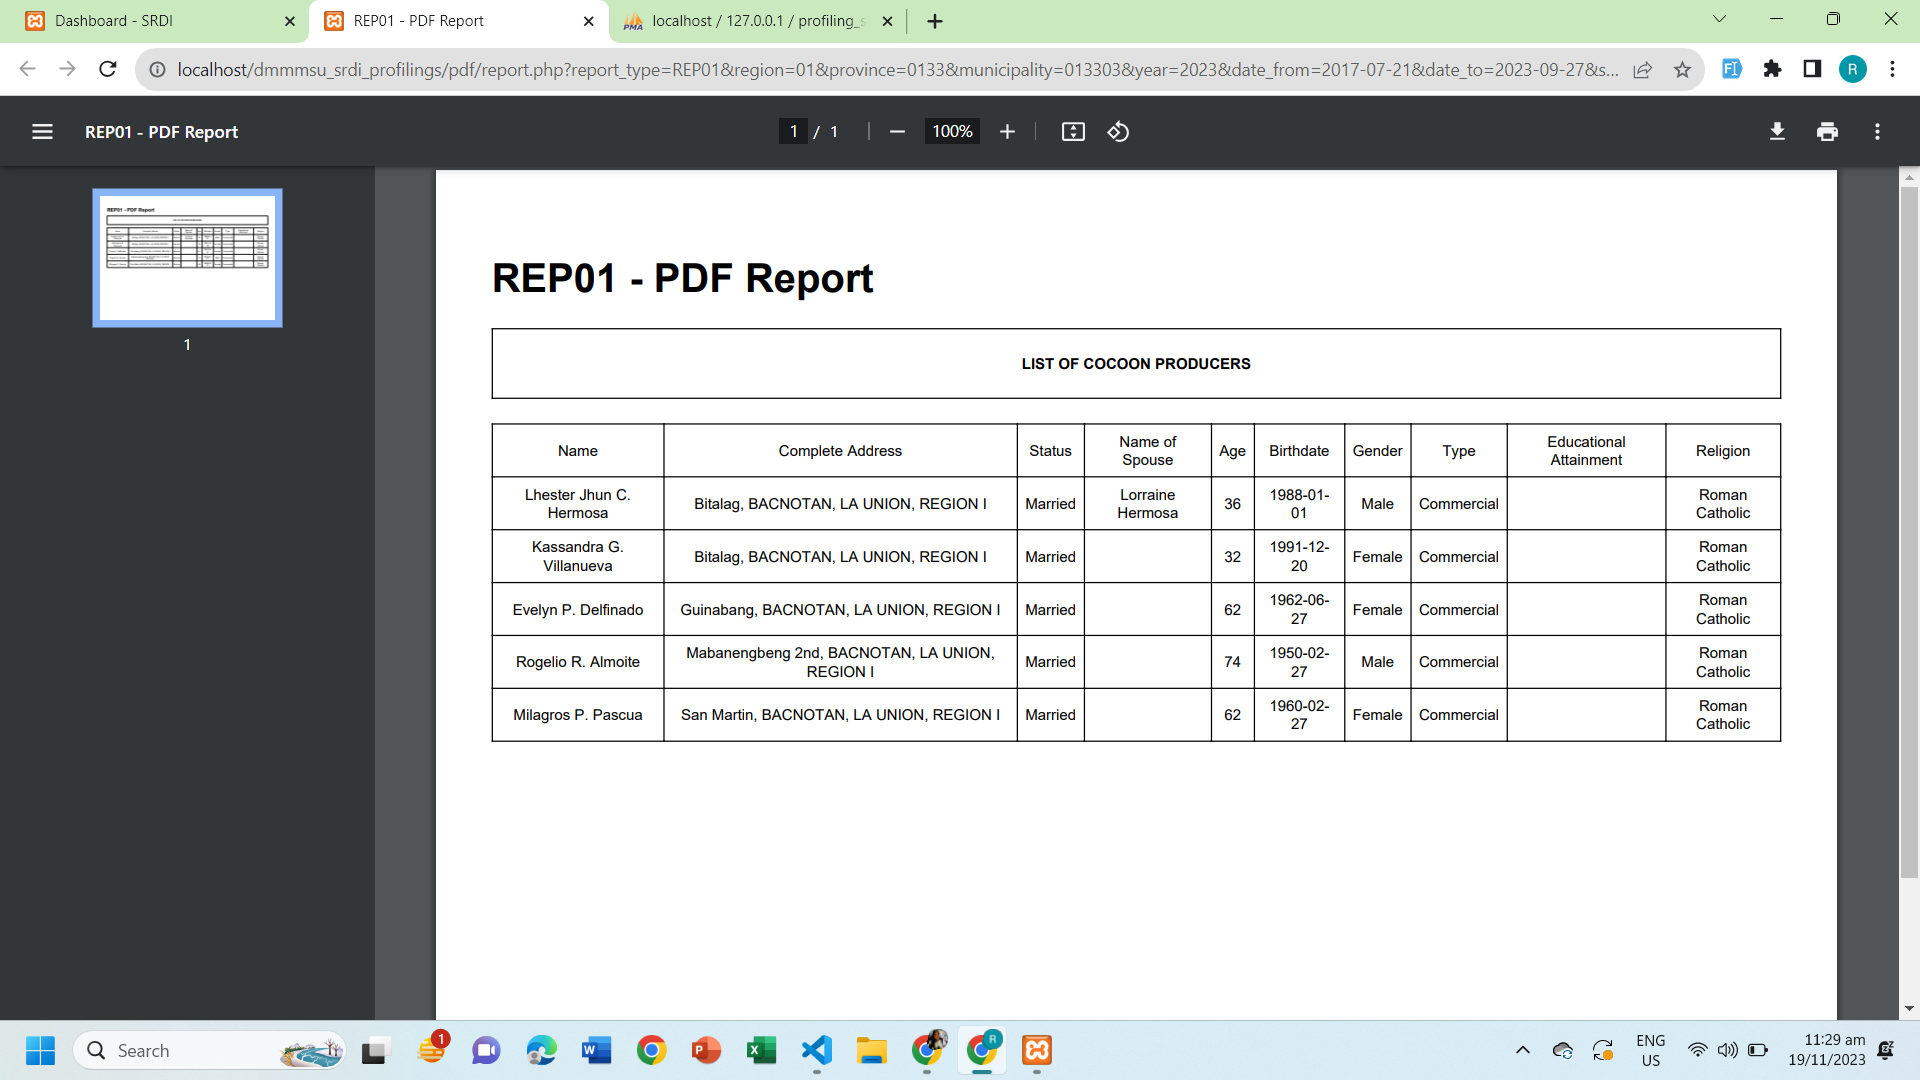 Dashboard - SRDI
REP01 - PDF Report
PMA
localhost / 127.0.0.1 / profiling_s
localhost/dmmmsu_srdi_profilings/pdf/report.php?report_type=REP01&region=01&province=0133&municipality=013303&year=2023&date_from=2017-07-21&date_to=2023-09-27&s...
R
REP01 - PDF Report
1 / 1
100%
REP01 - PDF Report
1
REP01 - PDF Report
LIST OF COCOON PRODUCERS
Name Complete Address Status Name of Spouse Age Birthdate Gender Type Educational Attainment Religion
Lhester Jhun C. Hermosa Bitalag, BACNOTAN, LA UNION, REGION I Married Lorraine Hermosa 36 1988-01-01 Male Commercial Roman Catholic
Kassandra G. Villanueva Bitalag, BACNOTAN, LA UNION, REGION I Married 32 1991-12-20 Female Commercial Roman Catholic
Evelyn P. Delfinado Guinabang, BACNOTAN, LA UNION, REGION I Married 62 1962-06-27 Female Commercial Roman Catholic
Rogelio R. Almoite Mabanengbeng 2nd, BACNOTAN, LA UNION, REGION I Married 74 1950-02-27 Male Commercial Roman Catholic
Milagros P. Pascua San Martin, BACNOTAN, LA UNION, REGION I Married 62 1960-02-27 Female Commercial Roman Catholic
Search
1
R
ENG
US
11:29 am
19/11/2023